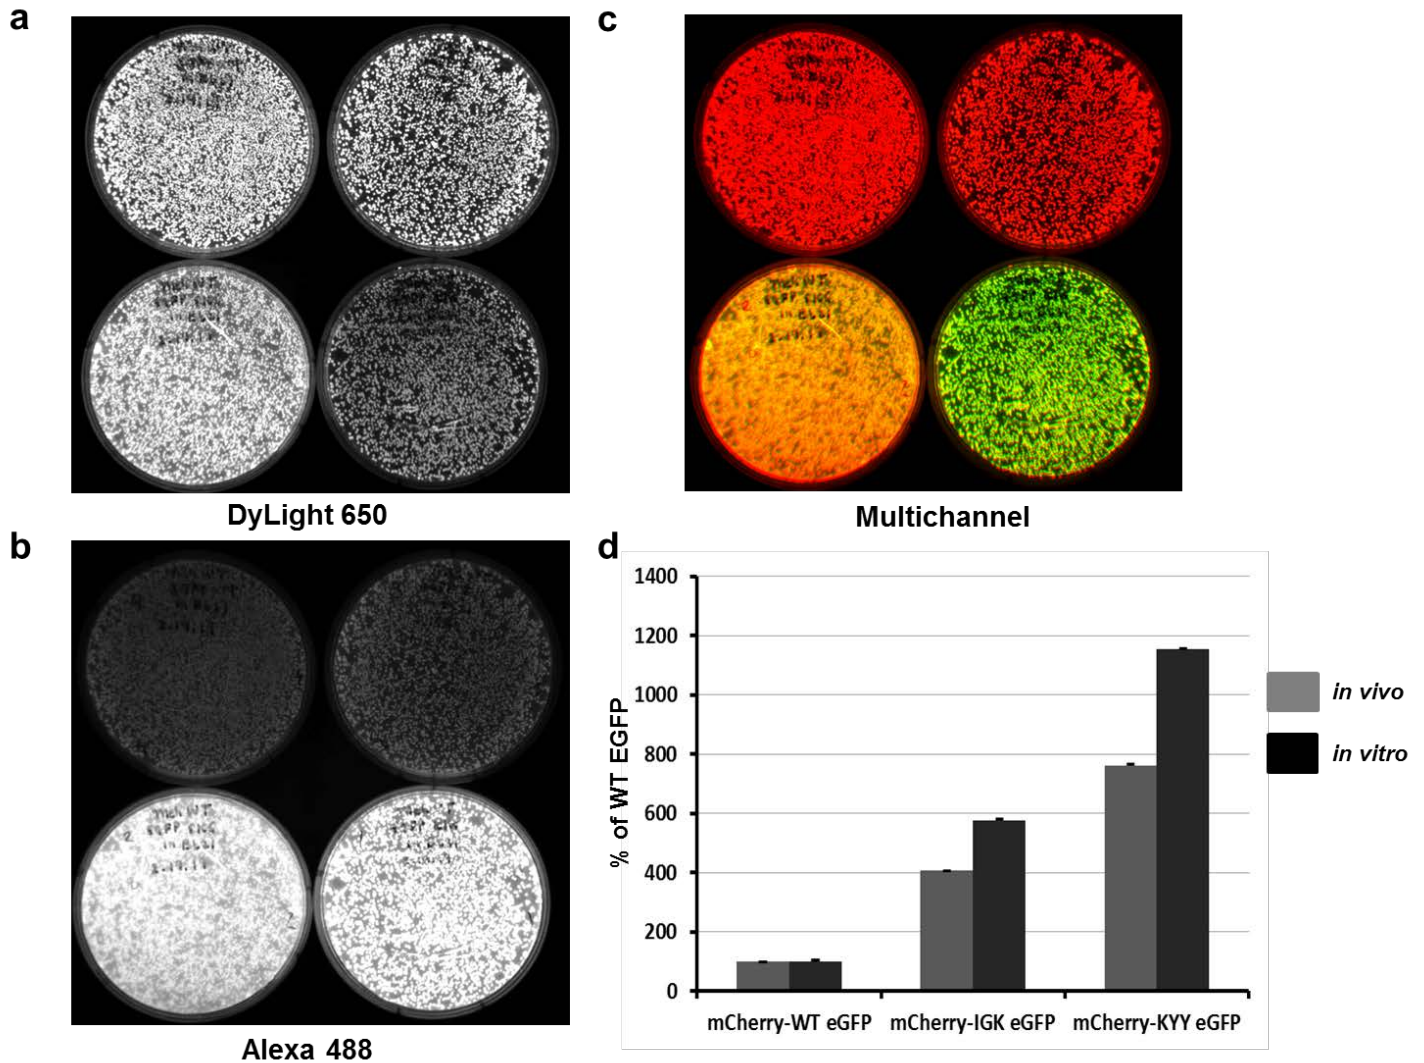 a
c
DyLight 650
Multichannel
b
d
1400
1200
1000
800
600
400
200
0
% of WT EGFP
mCherry-WT eGFP
mCherry-IGK eGFP
mCherry-KYY eGFP
in vivo
in vitro
Alexa 488